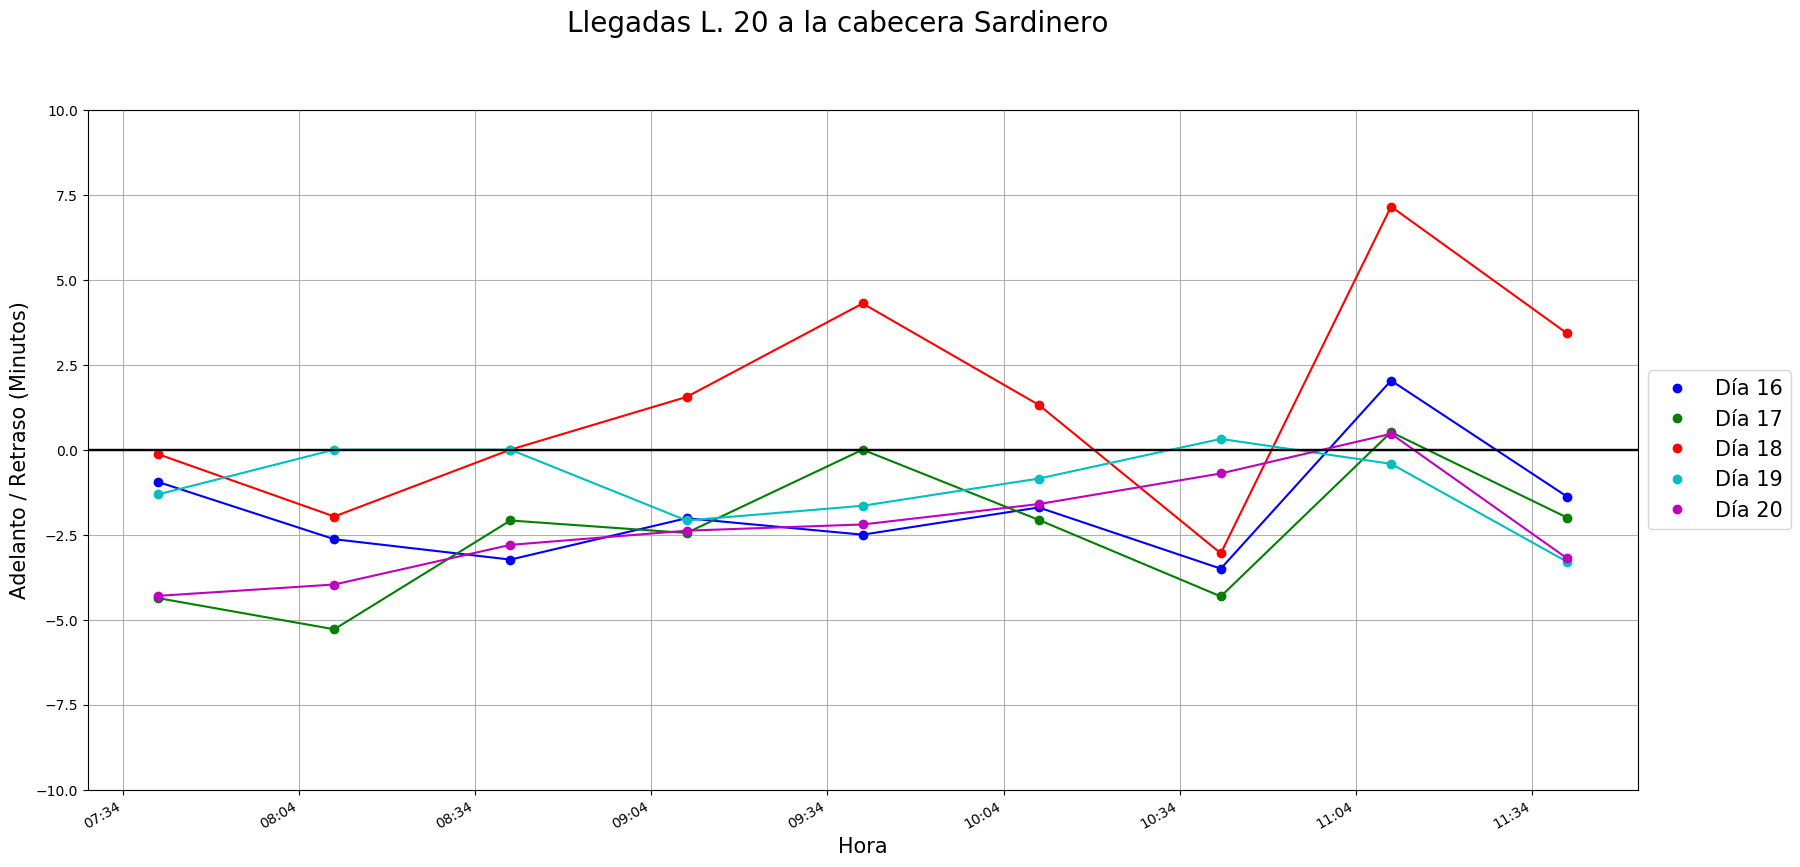 Llegadas L. 20 a la cabecera Sardinero
Adelanto / Retraso (Minutos)
10.0
7.5
5.0
2.5
0.0
−2.5
−5.0
−7.5
−10.0
07:34 08:04 08:34 09:04 09:34 10:04 10:34 11:04 11:34
Hora
Día 16
Día 17
Día 18
Día 19
Día 20